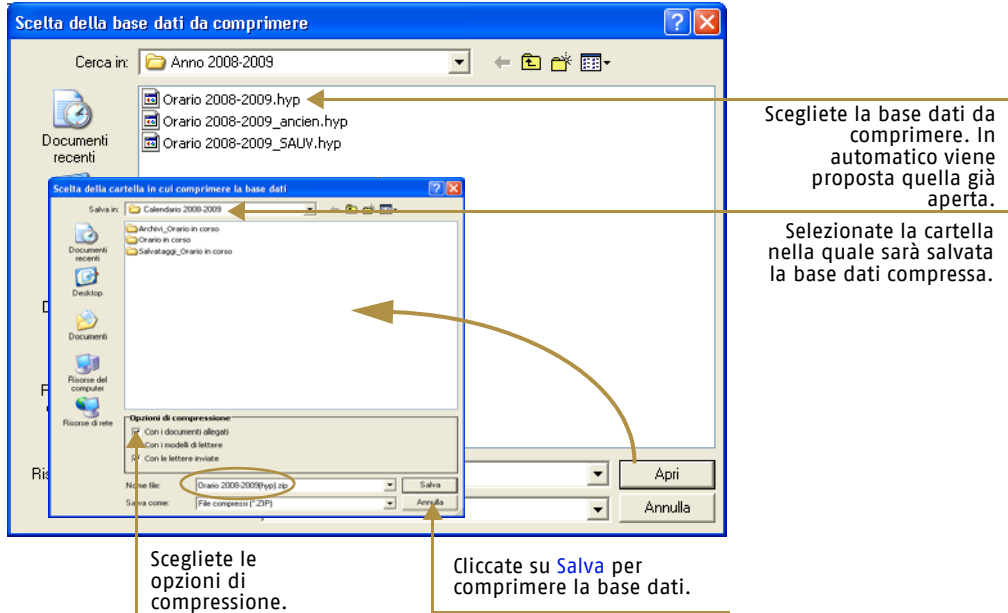 Scelta della base dati da comprimere
Cerca in: Anno 2008-2009
Orario 2008-2009.hyp
Orario 2008-2009_ancien.hyp
Orario 2008-2009_SAUV.hyp
Documenti
recenti
Scegliete la base dati da
comprimere. In
automatico viene
proposta quella già
aperta.
Selezionate la cartella
nella quale sarà salvata
la base dati compressa.
Scelta della cartella in cui comprimere la base dati
Salva in: Calendario 2008-2009
Archivi_Orario in corso
Orario in corso
Salvataggi_Orario in corso
Documenti
recenti
Desktop
Documenti
Risorse del
computer
Risorse di rete
Opzioni di compressione
Con i documenti allegati
Con i modelli di lettere
Con le lettere inviate
Nome file: Orario 2008-2009(hyp).zip
Salva
Salva come: File compressi (*.ZIP)
Annulla
Ris
Apri
Annulla
Scegliete le
opzioni di
compressione.
Cliccate su Salva per
comprimere la base dati.